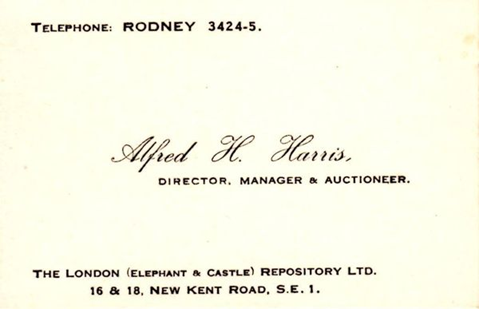 TELEPHONE: RODNEY 3424-5.
Alfred H. Harris,
DIRECTOR, MANAGER & AUCTIONEER.
THE LONDON (ELEPHANT & CASTLE) REPOSITORY LTD.
16 & 18, NEW KENT ROAD, S.E. 1.